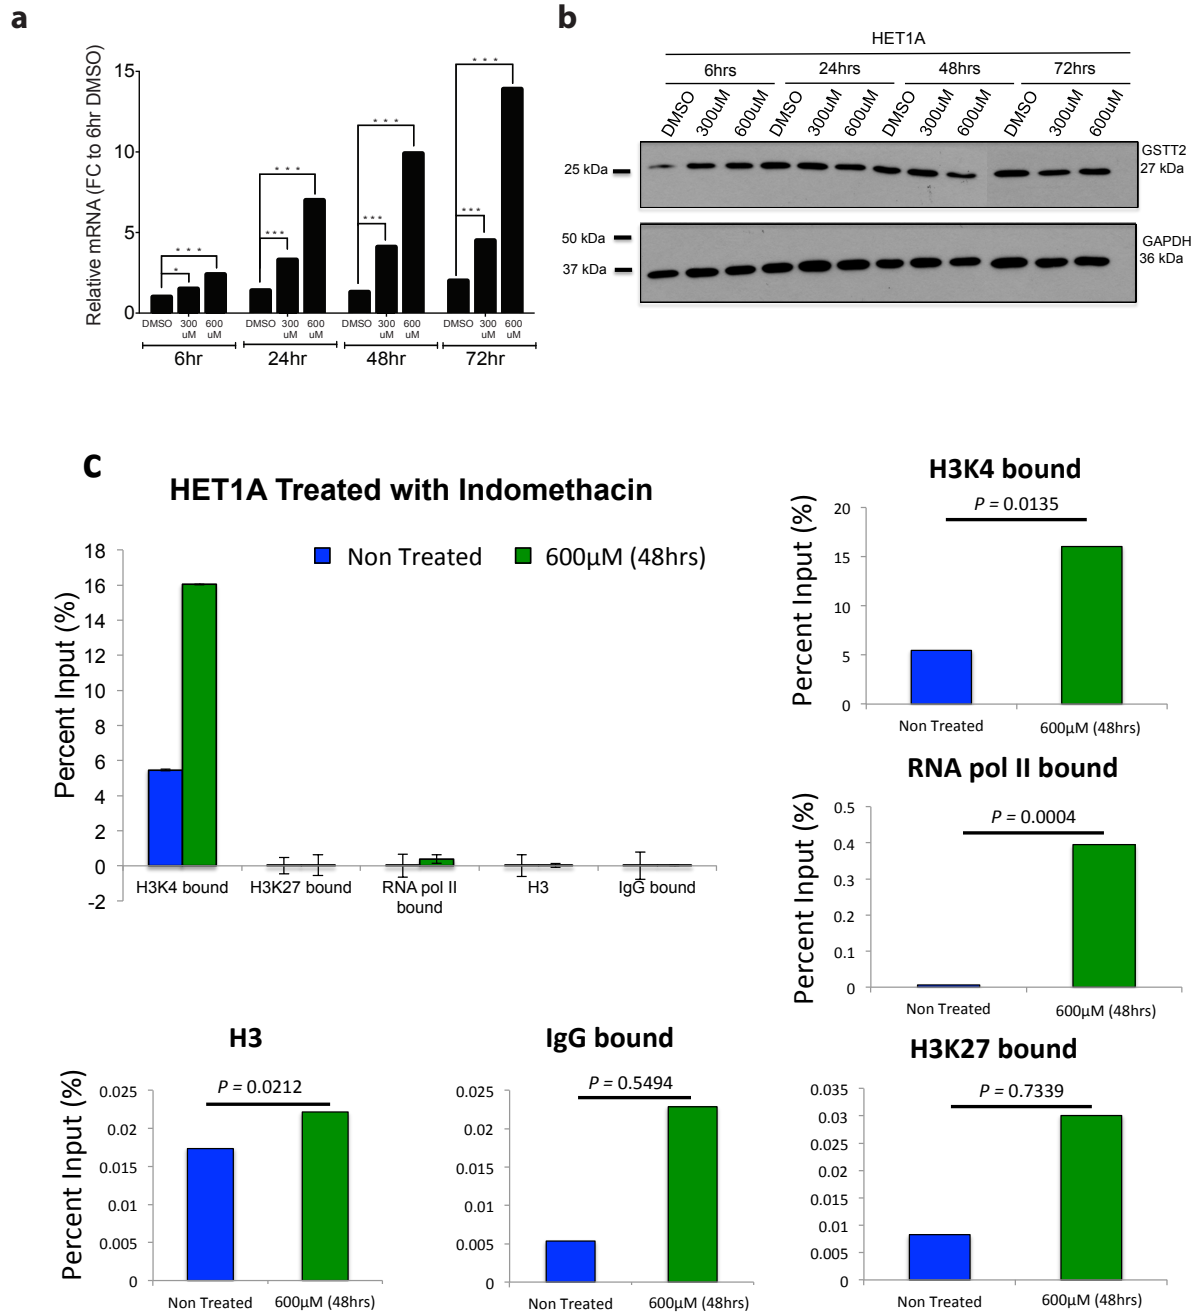 a
Relative mRNA (FC to 6hr DMSO)
15
10
5
0
* * *
*
* * *
***
* * *
***
* * *
***
DMSO 300 uM 600 uM DMSO 300 uM 600 uM DMSO 300 uM 600 uM DMSO 300 uM 600 uM
6hr 24hr 48hr 72hr
b
HET1A
6hrs 24hrs 48hrs 72hrs
DMSO 300uM 600uM DMSO 300uM 600uM DMSO 300uM 600uM DMSO 300uM 600uM
25 kDa
GSTT2
27 kDa
50 kDa
37 kDa
GAPDH
36 kDa
c
HET1A Treated with Indomethacin
Non Treated 600µM (48hrs)
Percent Input (%)
18
16
14
12
10
8
6
4
2
0
-2
H3K4 bound H3K27 bound RNA pol II bound H3 IgG bound
H3K4 bound
P = 0.0135
Percent Input (%)
20
15
10
5
0
Non Treated 600µM (48hrs)
RNA pol II bound
P = 0.0004
Percent Input (%)
0.5
0.4
0.3
0.2
0.1
0
Non Treated 600µM (48hrs)
H3
P = 0.0212
Percent Input (%)
0.025
0.02
0.015
0.01
0.005
0
Non Treated 600µM (48hrs)
IgG bound
P = 0.5494
0.025
0.02
0.015
0.01
0.005
0
Non Treated 600µM (48hrs)
H3K27 bound
P = 0.7339
0.035
0.03
0.025
0.02
0.015
0.01
0.005
0
Non Treated 600µM (48hrs)